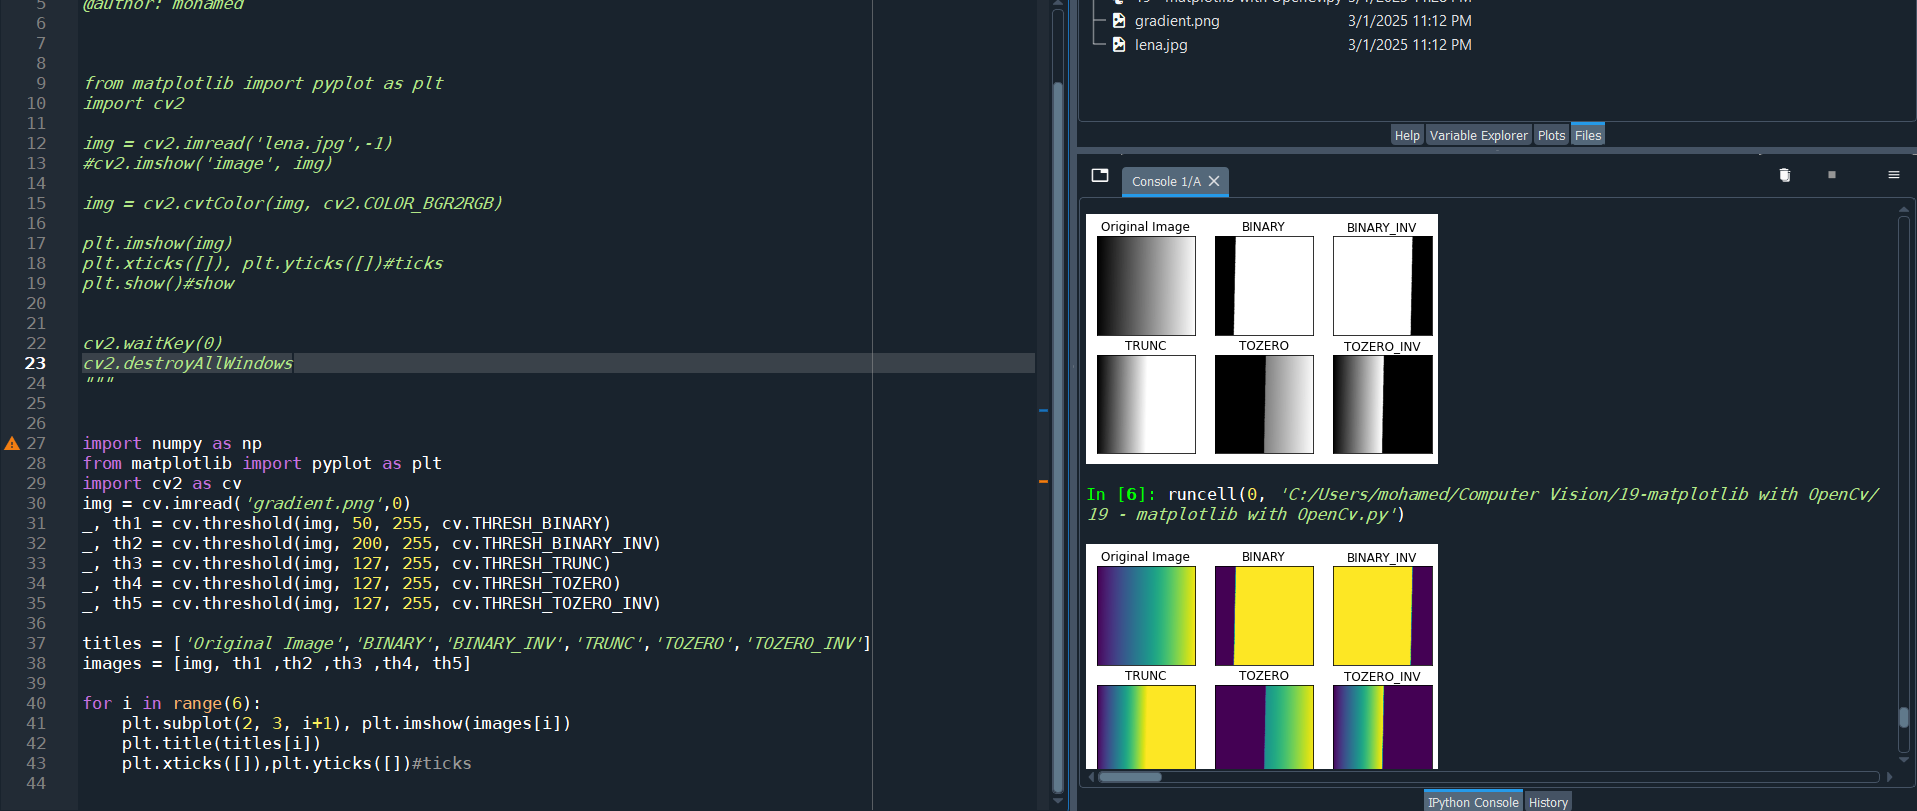 5 @author: mohamed
6
7
8
9 from matplotlib import pyplot as plt
10 import cv2
11
12 img = cv2.imread('lena.jpg',-1)
13 #cv2.imshow('image', img)
14
15 img = cv2.cvtColor(img, cv2.COLOR_BGR2RGB)
16
17 plt.imshow(img)
18 plt.xticks([]), plt.yticks([])#ticks
19 plt.show()#show
20
21
22 cv2.waitKey(0)
23 cv2.destroyAllWindows
24 """
25
26
27 import numpy as np
28 from matplotlib import pyplot as plt
29 import cv2 as cv
30 img = cv.imread('gradient.png',0)
31 _, th1 = cv.threshold(img, 50, 255, cv.THRESH_BINARY)
32 _, th2 = cv.threshold(img, 200, 255, cv.THRESH_BINARY_INV)
33 _, th3 = cv.threshold(img, 127, 255, cv.THRESH_TRUNC)
34 _, th4 = cv.threshold(img, 127, 255, cv.THRESH_TOZERO)
35 _, th5 = cv.threshold(img, 127, 255, cv.THRESH_TOZERO_INV)
36
37 titles = ['Original Image','BINARY','BINARY_INV','TRUNC','TOZERO','TOZERO_INV']
38 images = [img, th1 ,th2 ,th3 ,th4, th5]
39
40 for i in range(6):
41     plt.subplot(2, 3, i+1), plt.imshow(images[i])
42     plt.title(titles[i])
43     plt.xticks([]),plt.yticks([])#ticks
44
19 - matplotlib with OpenCv.py 3/1/2025 11:28 PM
gradient.png 3/1/2025 11:12 PM
lena.jpg 3/1/2025 11:12 PM
Help Variable Explorer Plots Files
Console 1/A
Original Image BINARY BINARY_INV
TRUNC TOZERO TOZERO_INV
In [6]: runcell(0, 'C:/Users/mohamed/Computer Vision/19-matplotlib with OpenCv/
19 - matplotlib with OpenCv.py')
Original Image BINARY BINARY_INV
TRUNC TOZERO TOZERO_INV
IPython Console History